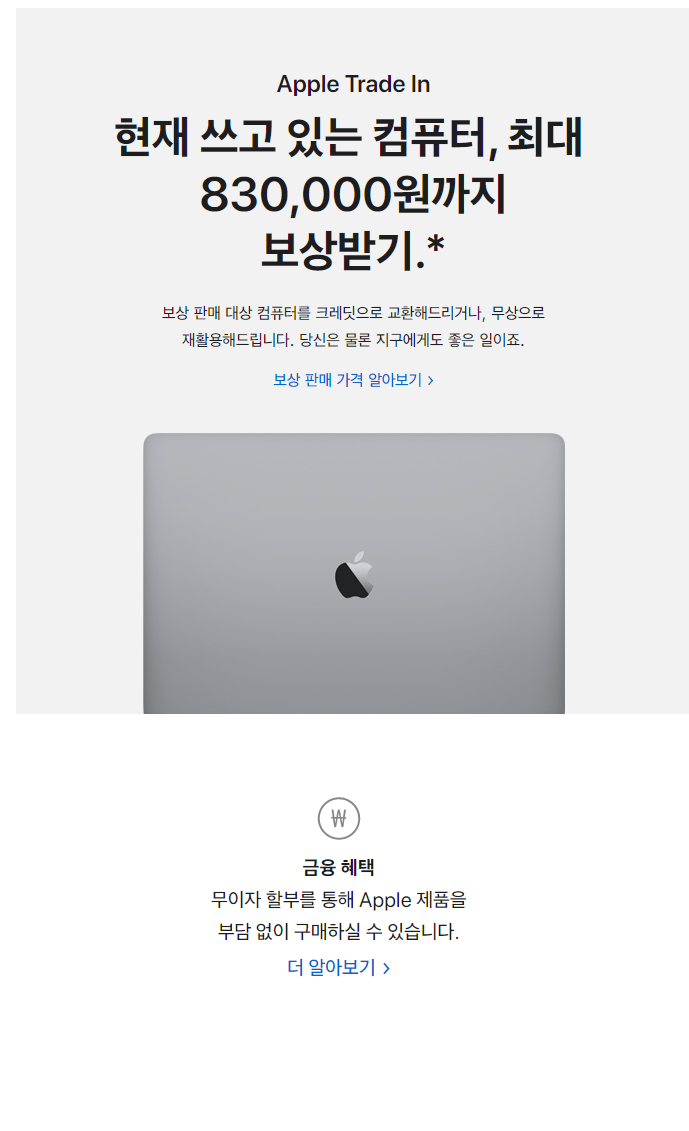 Apple Trade In
현재 쓰고 있는 컴퓨터, 최대
830,000원까지
보상받기.*
보상 판매 대상 컴퓨터를 크레딧으로 교환해드리거나, 무상으로
재활용해드립니다. 당신은 물론 지구에게도 좋은 일이죠.
보상 판매 가격 알아보기 >
₩
금융 혜택
무이자 할부를 통해 Apple 제품을
부담 없이 구매하실 수 있습니다.
더 알아보기 >